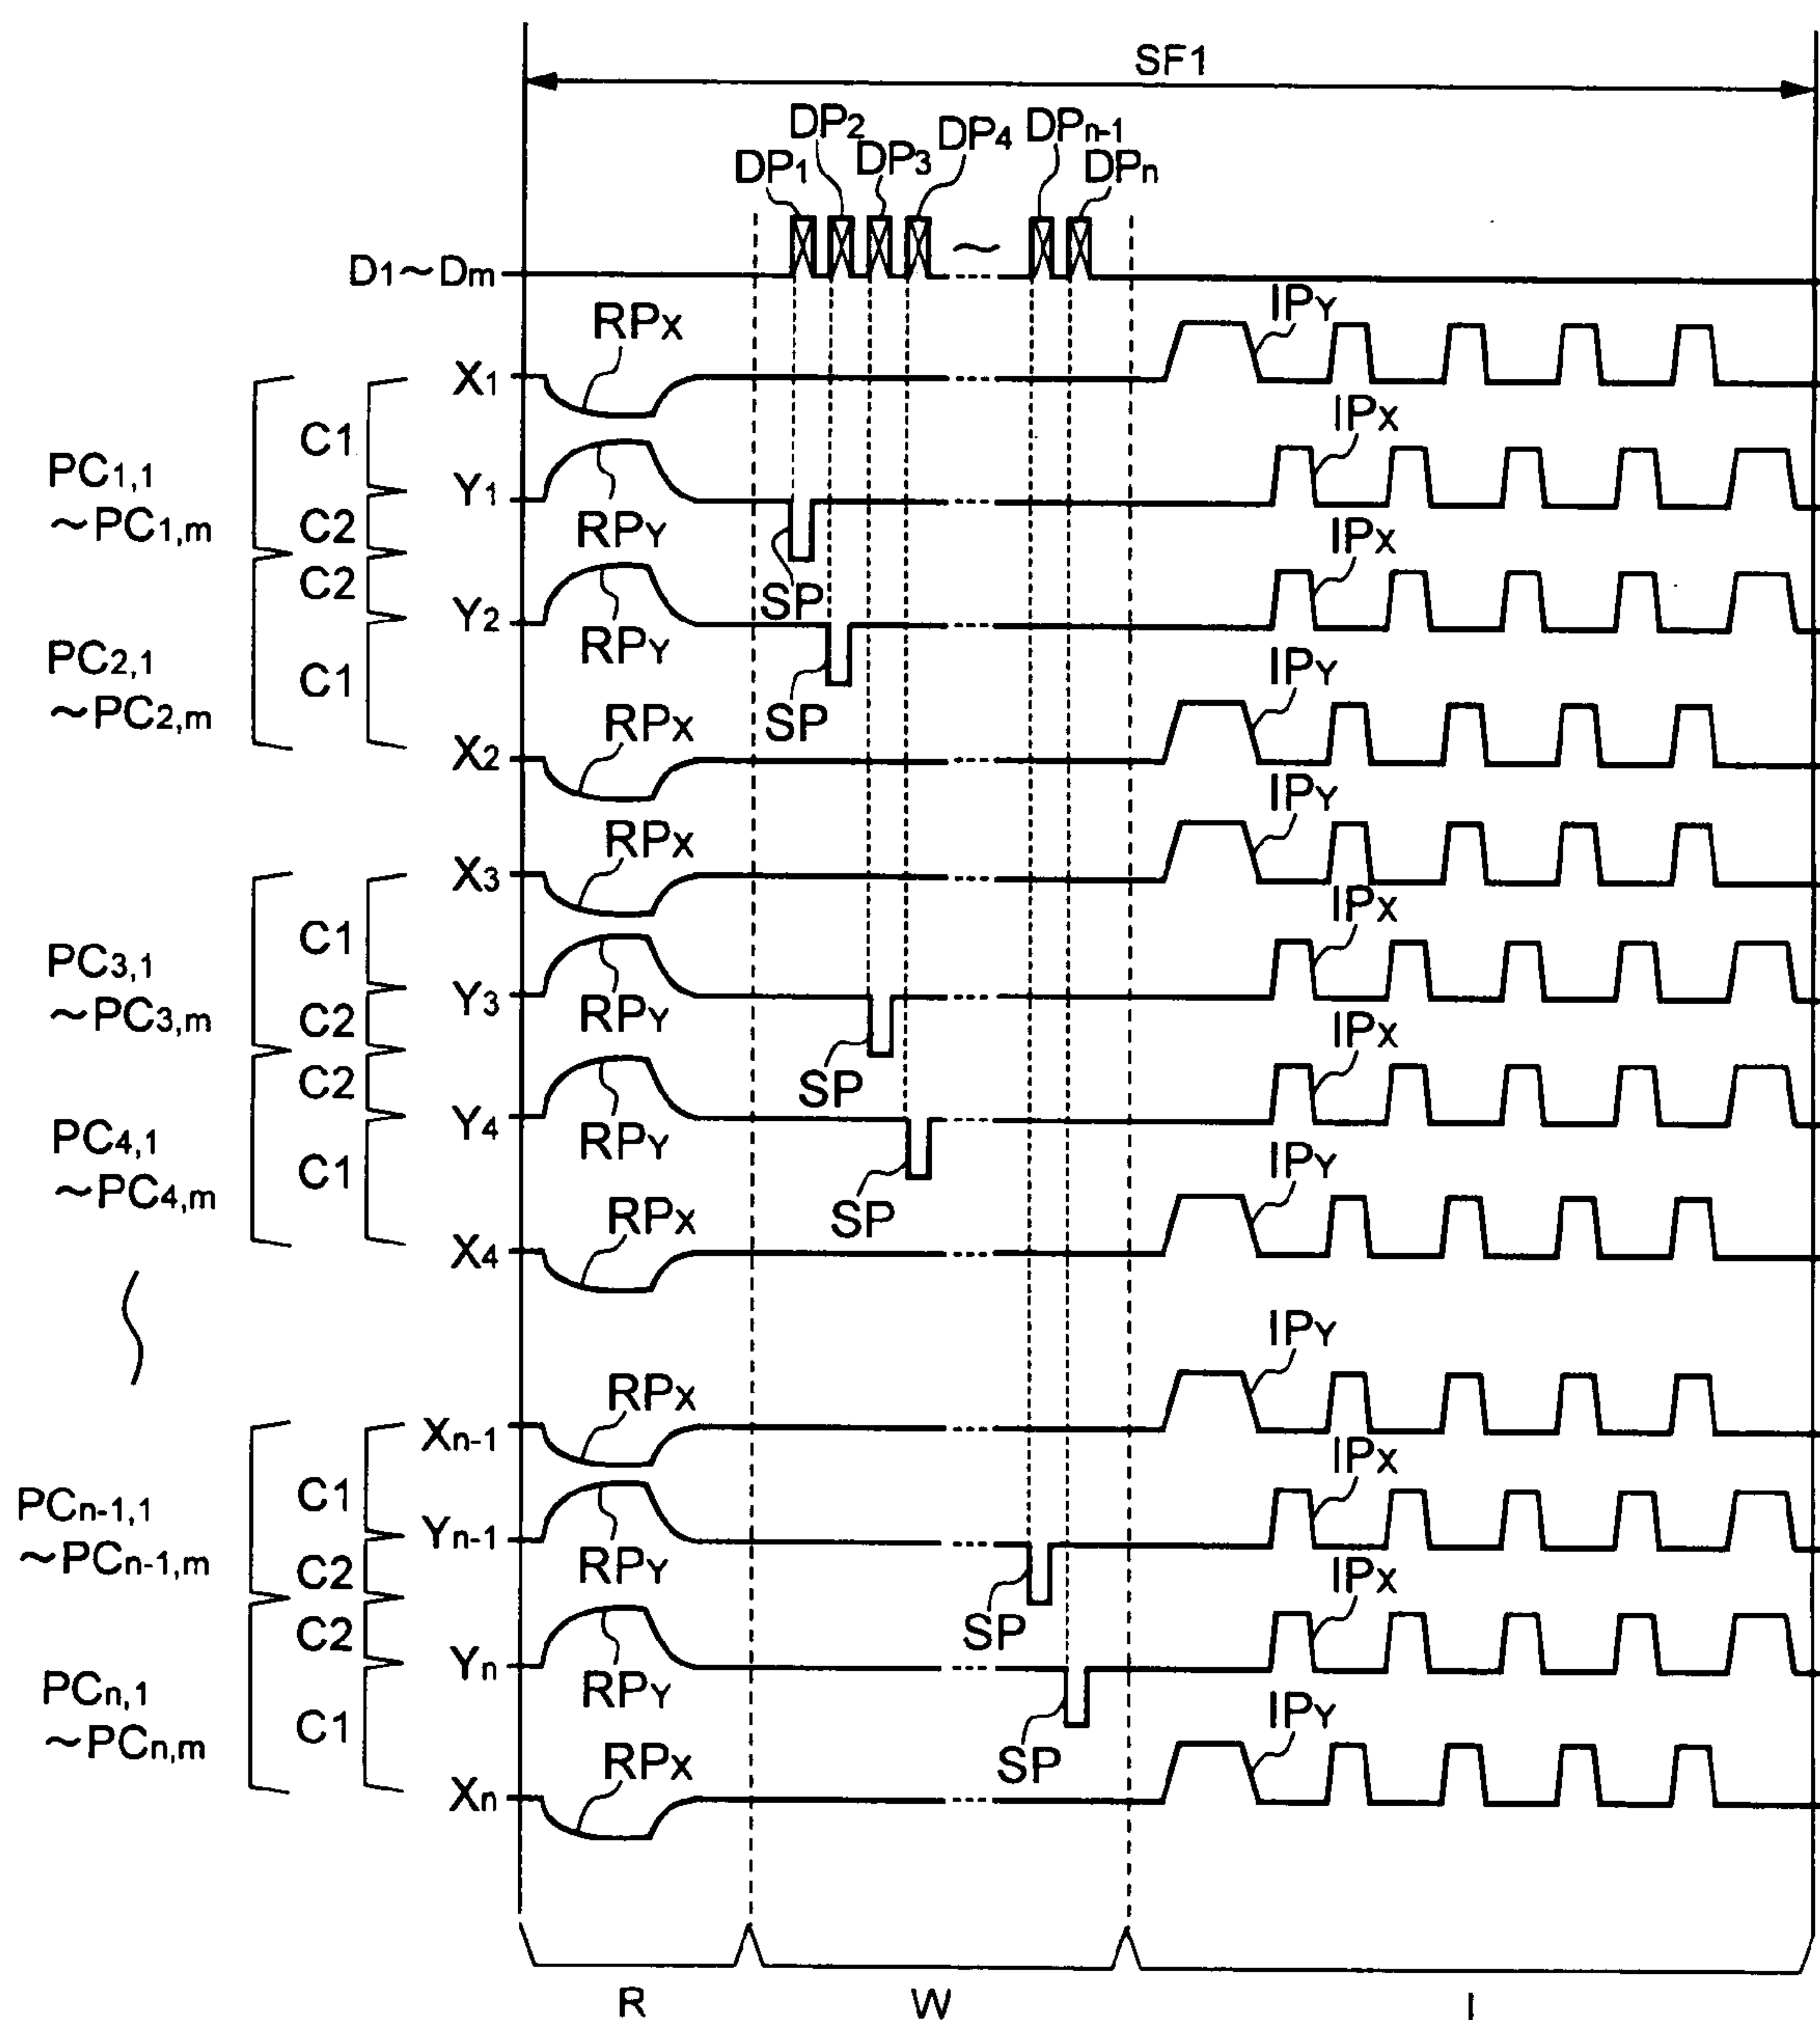 SF1
DP1 DP2 DP3 DP4 DPn-1 DPn
~
D1~Dm
X1 RPX IPY
C1
PC1,1
~PC1,m
Y1 RPY SP IPX
C2
C2
Y2 RPY SP IPX
PC2,1
~PC2,m
C1
X2 RPX IPY
X3 RPX IPY
C1
PC3,1
~PC3,m
Y3 RPY SP IPX
C2
C2
Y4 RPY SP IPX
PC4,1
~PC4,m
C1
X4 RPX IPY
Xn-1 RPX IPY
C1
PCn-1,1
~PCn-1,m
Yn-1 RPY SP IPX
C2
C2
Yn RPY SP IPX
PCn,1
~PCn,m
C1
Xn RPX IPY
R W I